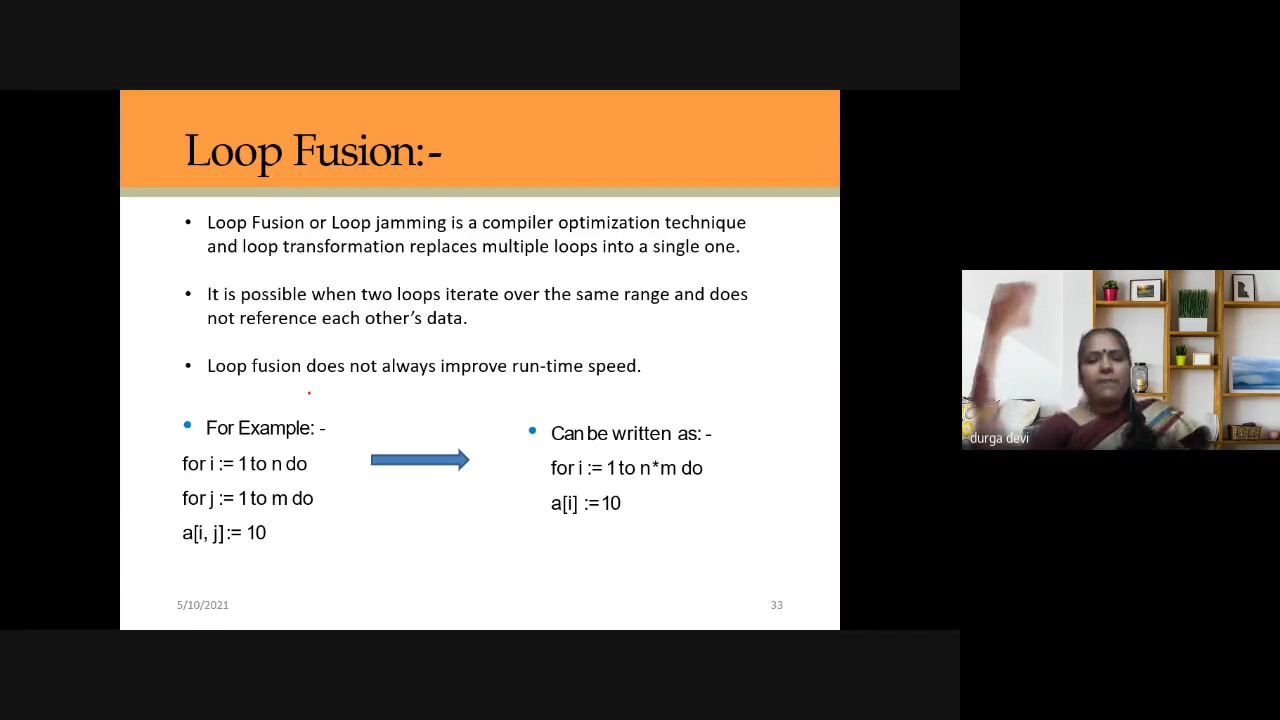 Loop Fusion:-
• Loop Fusion or Loop jamming is a compiler optimization technique
and loop transformation replaces multiple loops into a single one.
• It is possible when two loops iterate over the same range and does
not reference each other’s data.
• Loop fusion does not always improve run-time speed.
• For Example: -
for i := 1 to n do
for j := 1 to m do
a[i, j]:= 10
• Can be written as: -
for i := 1 to n*m do
a[i] :=10
5/10/2021
33
durga devi